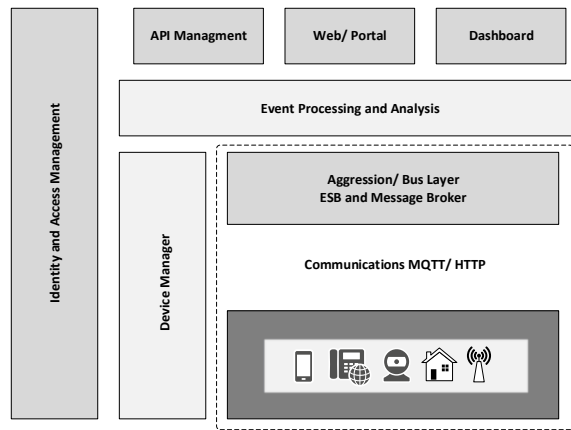 API Managment
Web/ Portal
Dashboard
Identity and Access Management
Event Processing and Analysis
Device Manager
Aggression/ Bus Layer
ESB and Message Broker
Communications MQTT/ HTTP